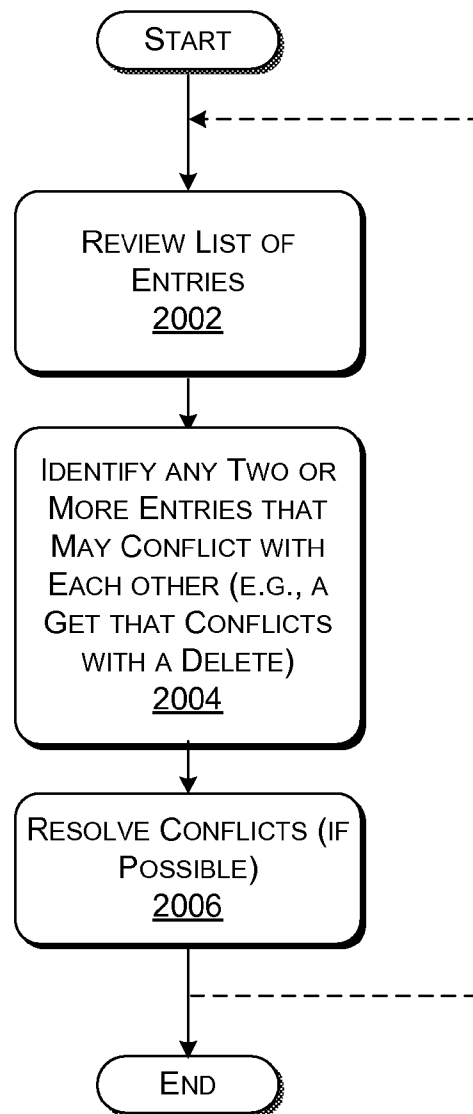 START
REVIEW LIST OF
ENTRIES
2002
IDENTIFY ANY TWO OR
MORE ENTRIES THAT
MAY CONFLICT WITH
EACH OTHER (E.G., A
GET THAT CONFLICTS
WITH A DELETE)
2004
RESOLVE CONFLICTS (IF
POSSIBLE)
2006
END